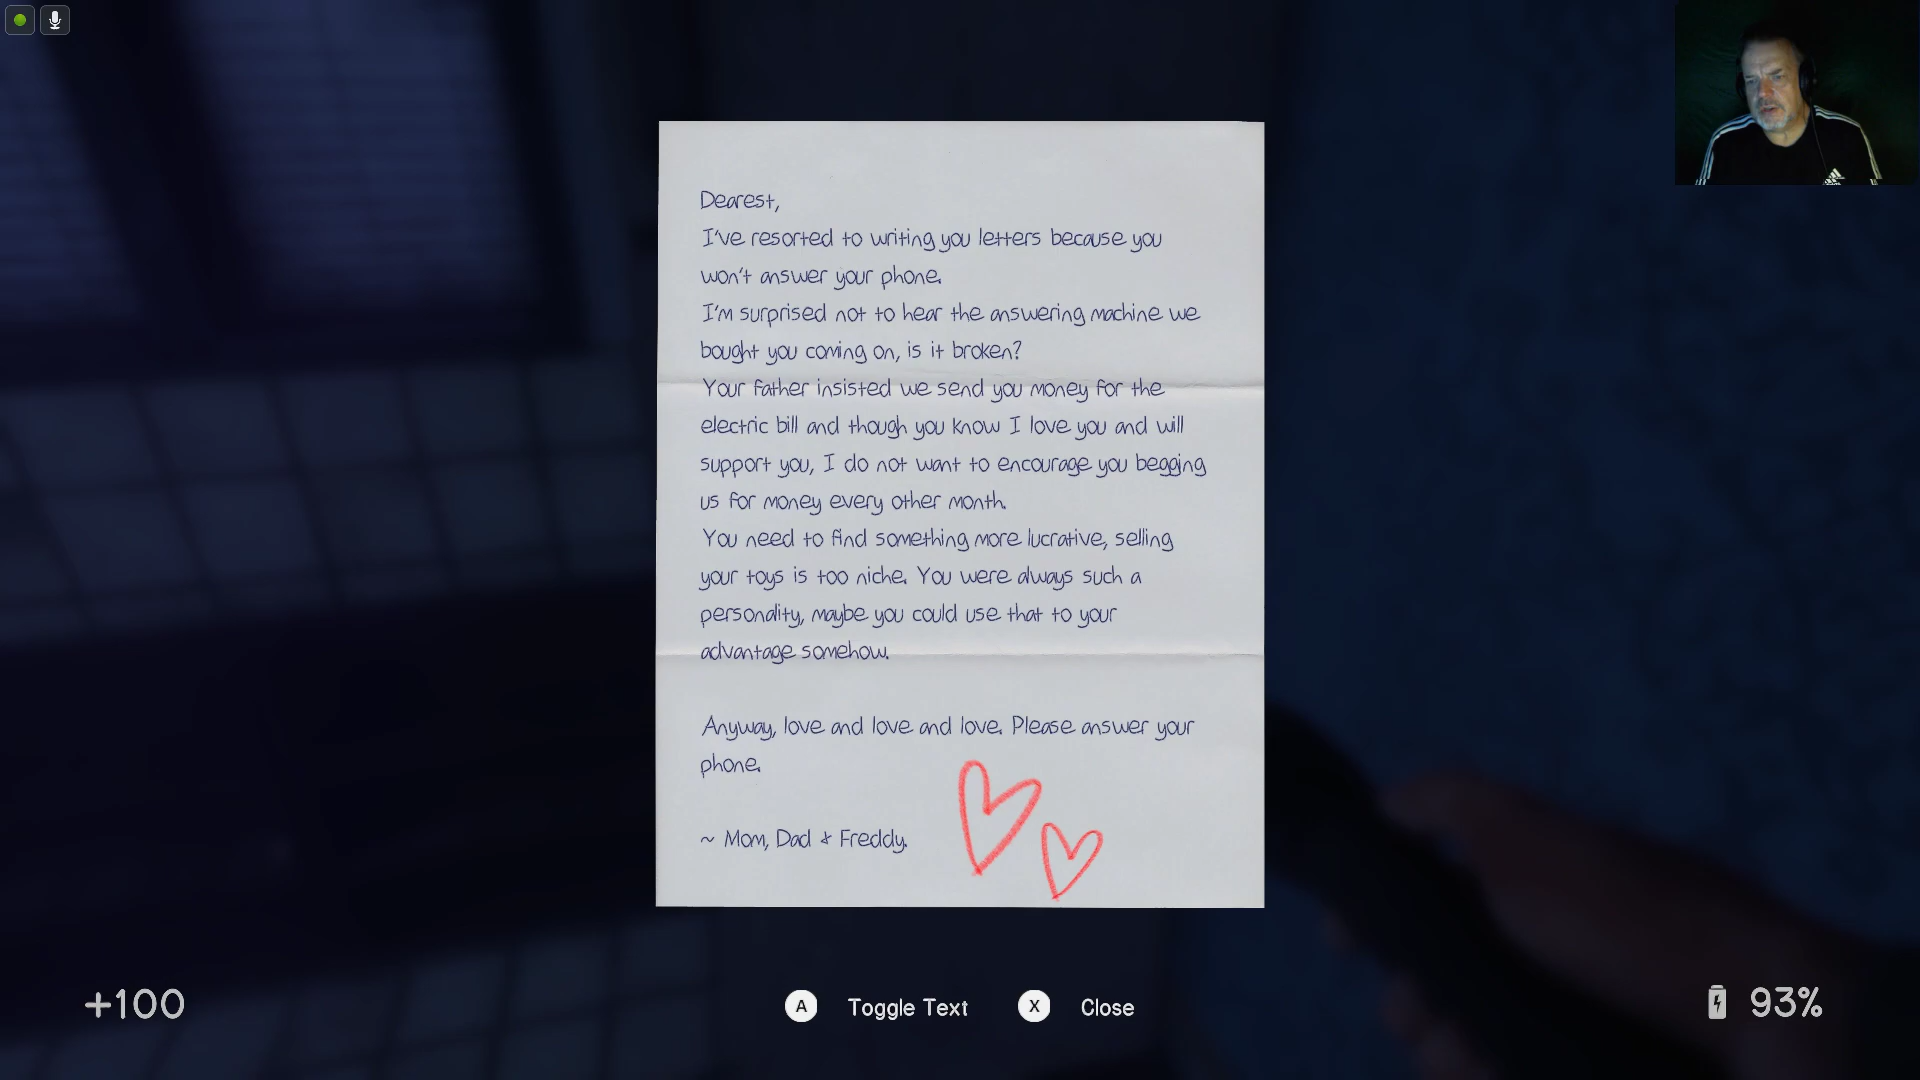 Dearest,
I've resorted to writing you letters because you
won't answer your phone.
I'm surprised not to hear the answering machine we
bought you coming on, is it broken?
Your father insisted we send you money for the
electric bill and though you know I love you and will
support you, I do not want to encourage you begging
us for money every other month.
You need to find something more lucrative, selling
your toys is too niche. You were always such a
personality, maybe you could use that to your
advantage somehow.
Anyway, love and love and love. Please answer your
phone.
~ Mom, Dad & Freddy.
+100
A Toggle Text X Close
93%
adidas